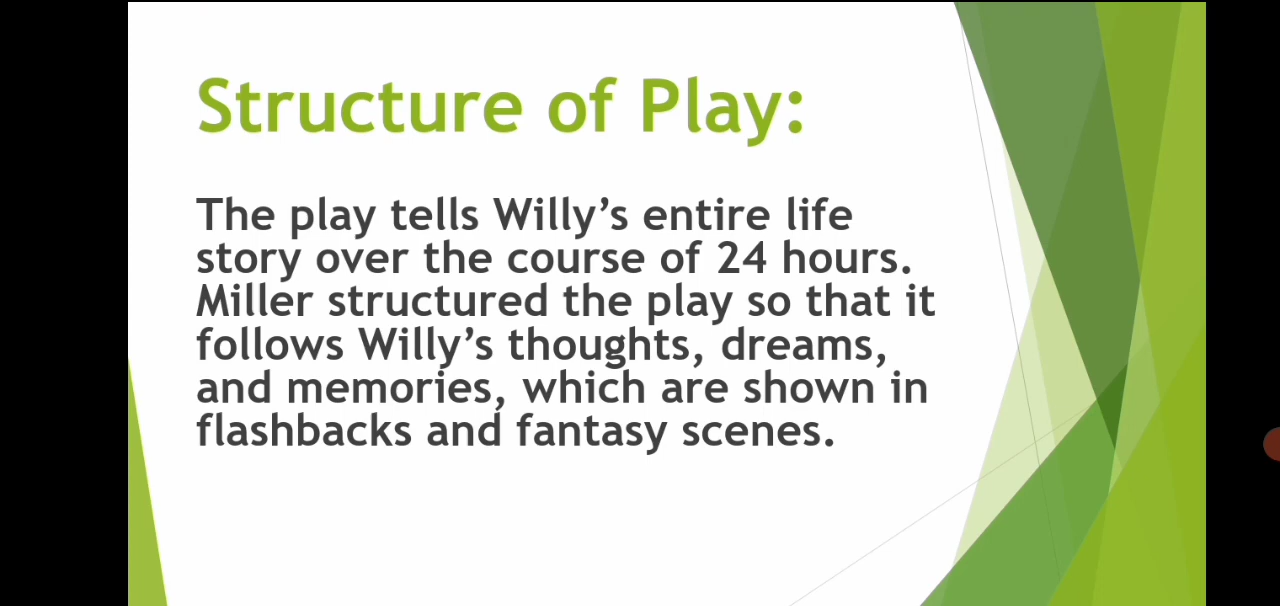 Structure of Play:
The play tells Willy’s entire life
story over the course of 24 hours.
Miller structured the play so that it
follows Willy’s thoughts, dreams,
and memories, which are shown in
flashbacks and fantasy scenes.